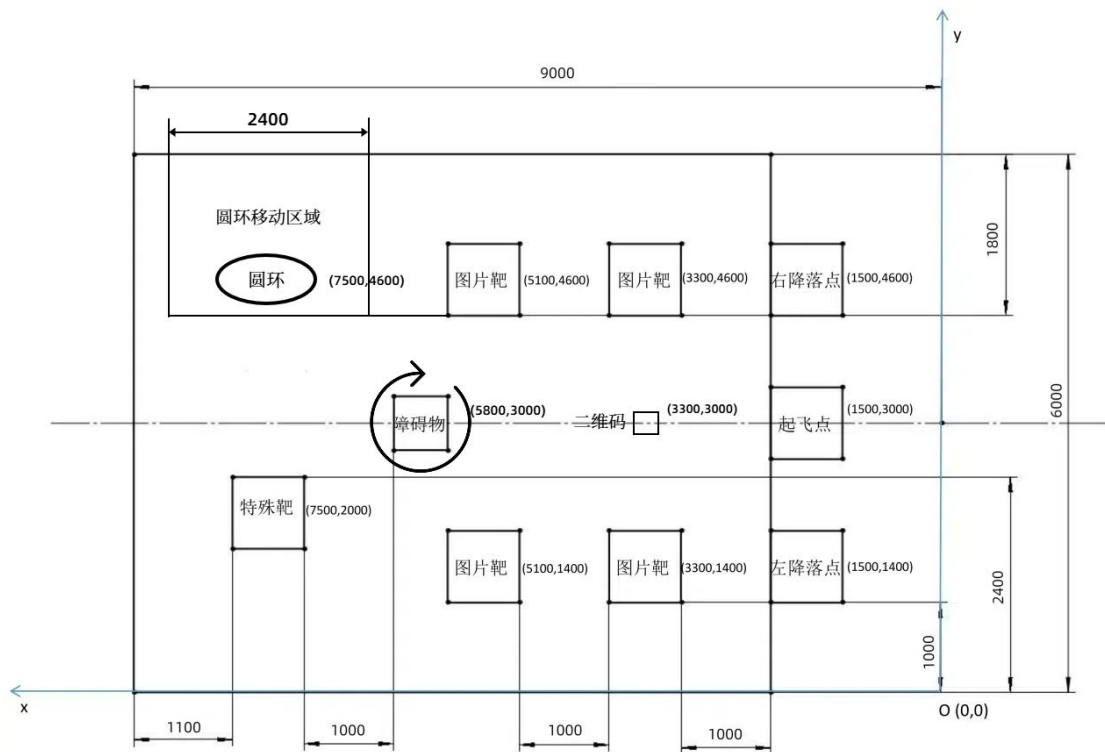 y
9000
2400
圆环移动区域
1800
圆环
(7500,4600)
图片靶
(5100,4600)
图片靶
(3300,4600)
右降落点
(1500,4600)
6000
障碍物
(5800,3000)
二维码
(3300,3000)
起飞点
(1500,3000)
特殊靶
(7500,2000)
图片靶
(5100,1400)
图片靶
(3300,1400)
左降落点
(1500,1400)
2400
1000
x
O (0,0)
1100
1000
1000
1000